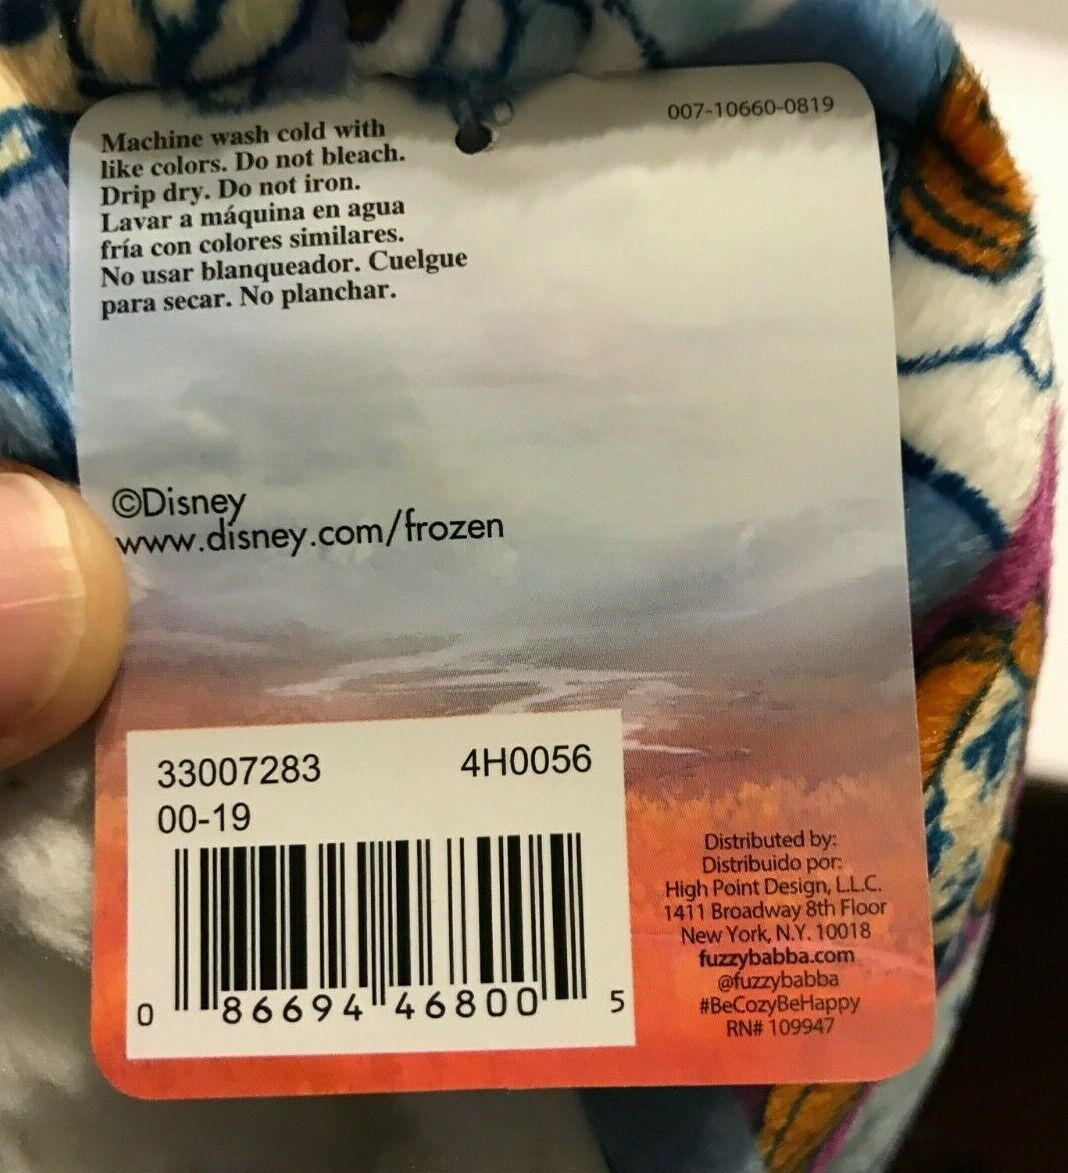 007-10660-0819
Machine wash cold with
like colors. Do not bleach.
Drip dry. Do not iron.
Lavar a máquina en agua
fría con colores similares.
No usar blanqueador. Cuelgue
para secar. No planchar.
©Disney
www.disney.com/frozen
33007283 4H0056
00-19
0 86694 46800 5
Distributed by:
Distribuido por:
High Point Design, L.L.C.
1411 Broadway 8th Floor
New York, N.Y. 10018
fuzzybabba.com
@fuzzybabba
#BeCozyBeHappy
RN# 109947